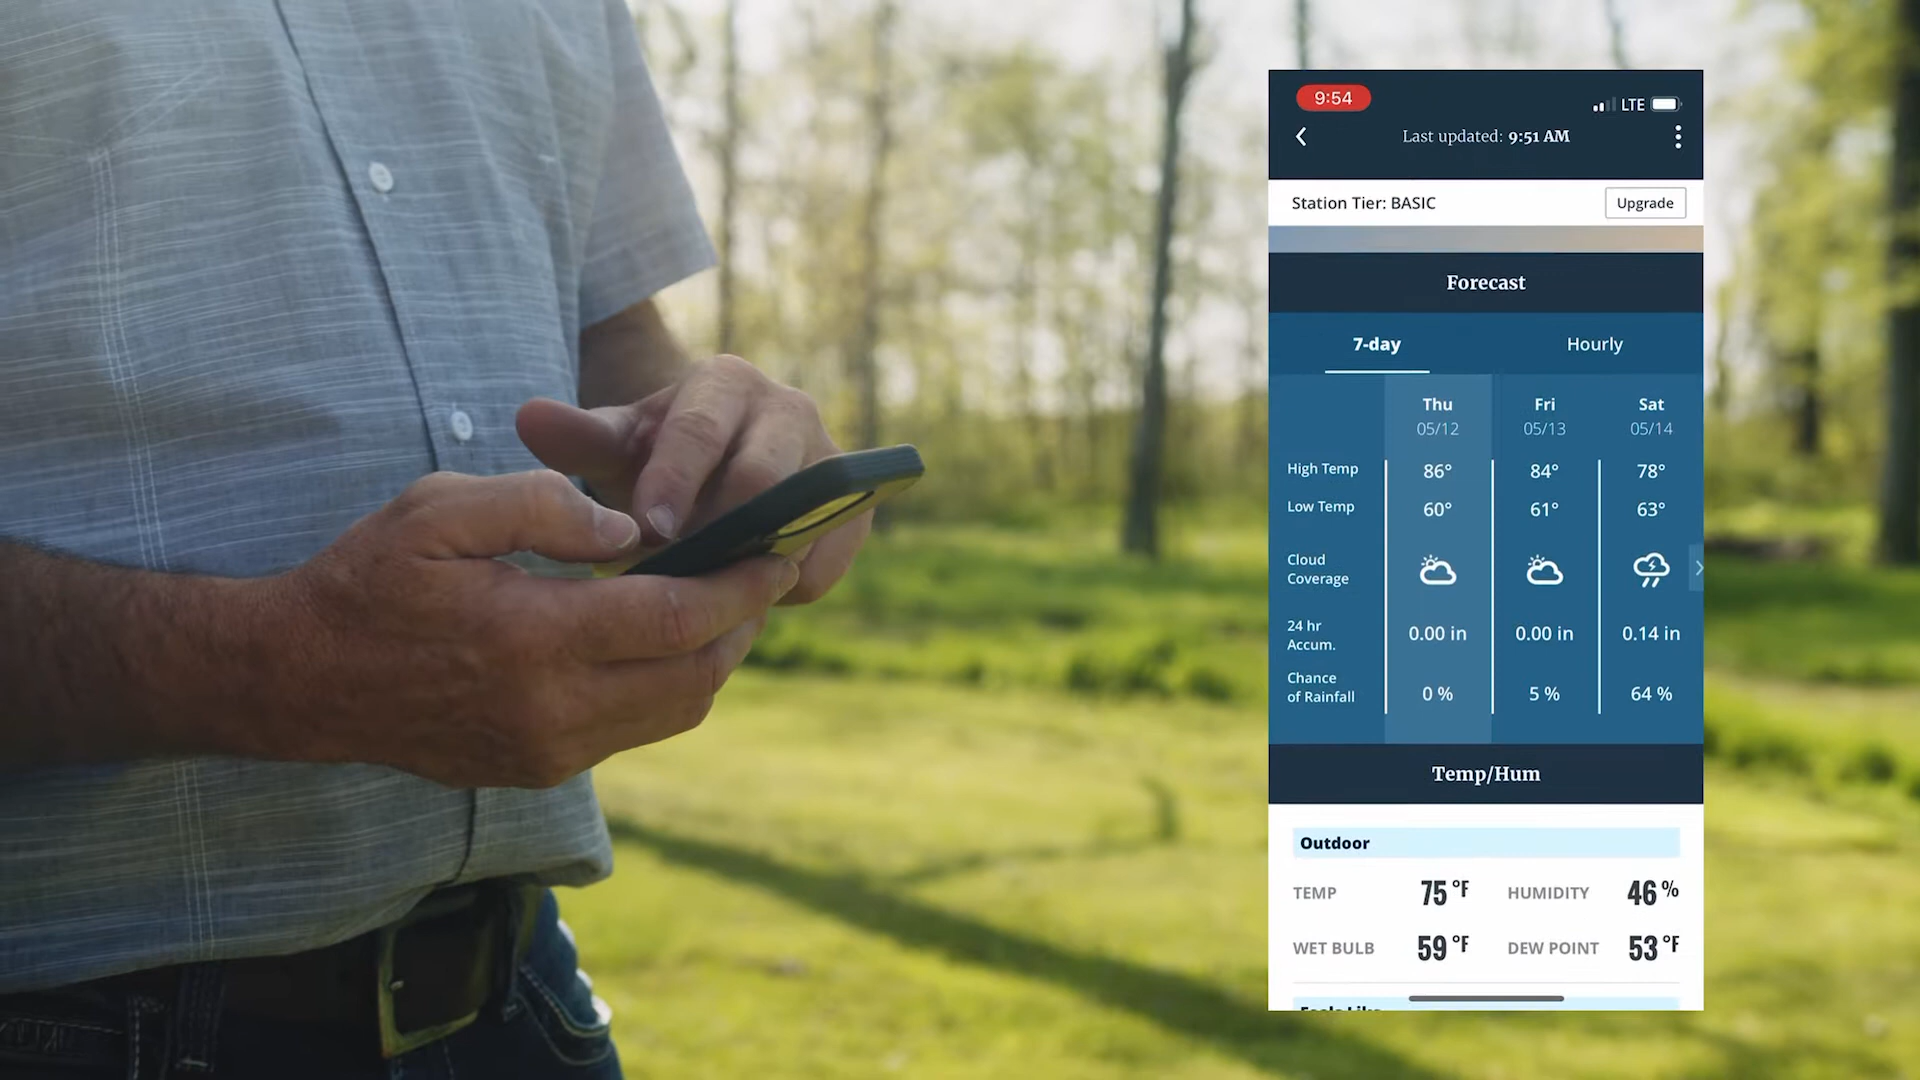 9:54
LTE
Last updated: 9:51 AM
Station Tier: BASIC
Upgrade
Forecast
7-day
Hourly
Thu
Fri
Sat
05/12
05/13
05/14
High Temp
86°
84°
78°
Low Temp
60°
61°
63°
Cloud
Coverage
24 hr
Accum.
0.00 in
0.00 in
0.14 in
Chance
of Rainfall
0 %
5 %
64 %
Temp/Hum
Outdoor
TEMP
75 °F
HUMIDITY
46 %
WET BULB
59 °F
DEW POINT
53 °F